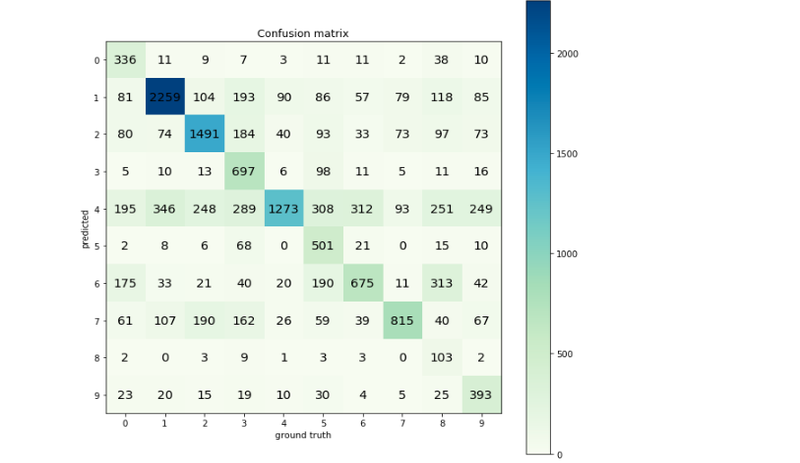 Confusion matrix
0 336 11 9 7 3 11 11 2 38 10
1 81 2259 104 193 90 86 57 79 118 85
2 80 74 1491 184 40 93 33 73 97 73
3 5 10 13 697 6 98 11 5 11 16
4 195 346 248 289 1273 308 312 93 251 249
5 2 8 6 68 0 501 21 0 15 10
6 175 33 21 40 20 190 675 11 313 42
7 61 107 190 162 26 59 39 815 40 67
8 2 0 3 9 1 3 3 0 103 2
9 23 20 15 19 10 30 4 5 25 393
0 1 2 3 4 5 6 7 8 9
predicted
ground truth
2000
1500
1000
500
0